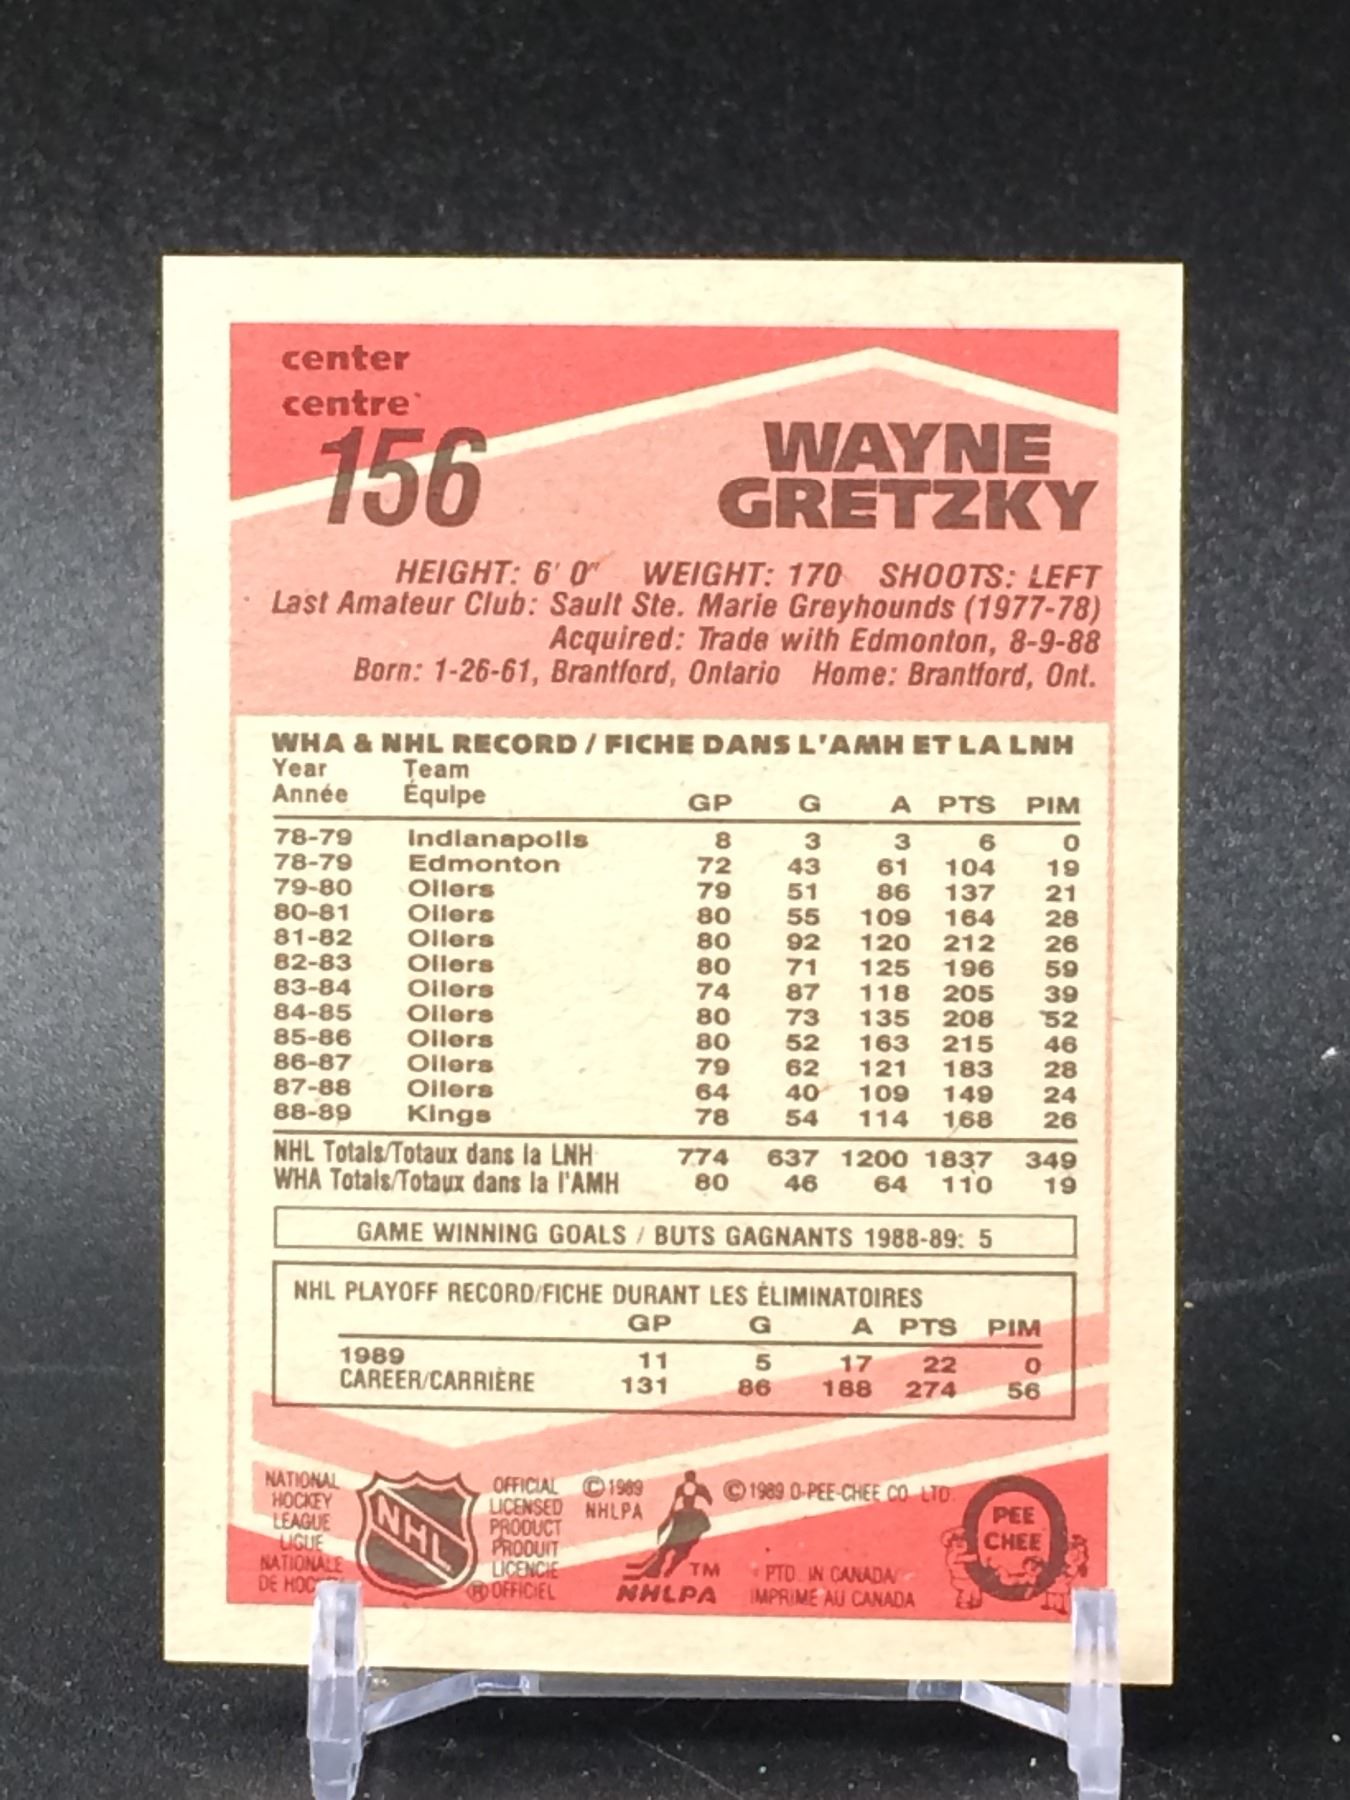 center
centre
156
WAYNE
GRETZKY
HEIGHT: 6' 0" WEIGHT: 170 SHOOTS: LEFT
Last Amateur Club: Sault Ste. Marie Greyhounds (1977-78)
Acquired: Trade with Edmonton, 8-9-88
Born: 1-26-61, Brantford, Ontario Home: Brantford, Ont.
WHA & NHL RECORD / FICHE DANS L'AMH ET LA LNH
Year Team
Année Équipe GP G A PTS PIM
78-79 Indianapolis 8 3 3 6 0
78-79 Edmonton 72 43 61 104 19
79-80 Oilers 79 51 86 137 21
80-81 Oilers 80 55 109 164 28
81-82 Oilers 80 92 120 212 26
82-83 Oilers 80 71 125 196 59
83-84 Oilers 74 87 118 205 39
84-85 Oilers 80 73 135 208 52
85-86 Oilers 80 52 163 215 46
86-87 Oilers 79 62 121 183 28
87-88 Oilers 64 40 109 149 24
88-89 Kings 78 54 114 168 26
NHL Totals/Totaux dans la LNH 774 637 1200 1837 349
WHA Totals/Totaux dans la l'AMH 80 46 64 110 19
GAME WINNING GOALS / BUTS GAGNANTS 1988-89: 5
NHL PLAYOFF RECORD/FICHE DURANT LES ÉLIMINATOIRES
GP G A PTS PIM
1989 11 5 17 22 0
CAREER/CARRIÈRE 131 86 188 274 56
NATIONAL
HOCKEY
LEAGUE
LIGUE
NATIONALE
DE
NHL
®
OFFICIAL
LICENSED
PRODUCT
PRODUIT
LICENCIE
OFFICIEL
© 1989
NHLPA
TM
NHLPA
© 1989 O-PEE-CHEE CO. LTD.
PTD. IN CANADA/
IMPRIME AU CANADA
O
PEE
CHEE